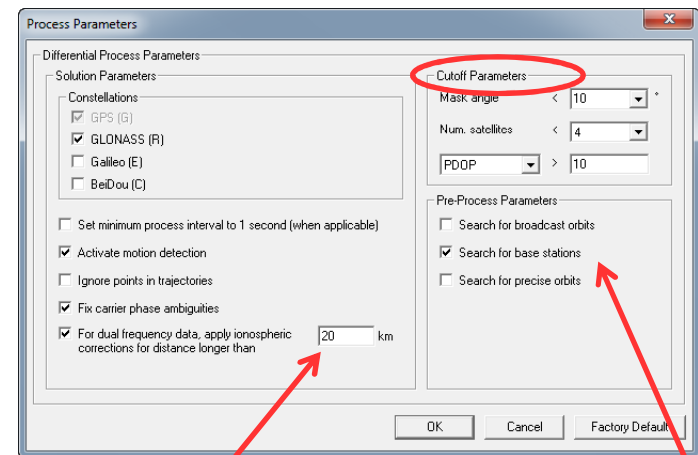 Process Parameters
Differential Process Parameters
Solution Parameters
Constellations
GPS (G)
GLONASS (R)
Galileo (E)
BeiDou (C)
Set minimum process interval to 1 second (when applicable)
Activate motion detection
Ignore points in trajectories
Fix carrier phase ambiguities
For dual frequency data, apply ionospheric
corrections for distance longer than
20 km
Cutoff Parameters
Mask angle < 10 °
Num. satellites < 4
PDOP > 10
Pre-Process Parameters
Search for broadcast orbits
Search for base stations
Search for precise orbits
OK Cancel Factory Default